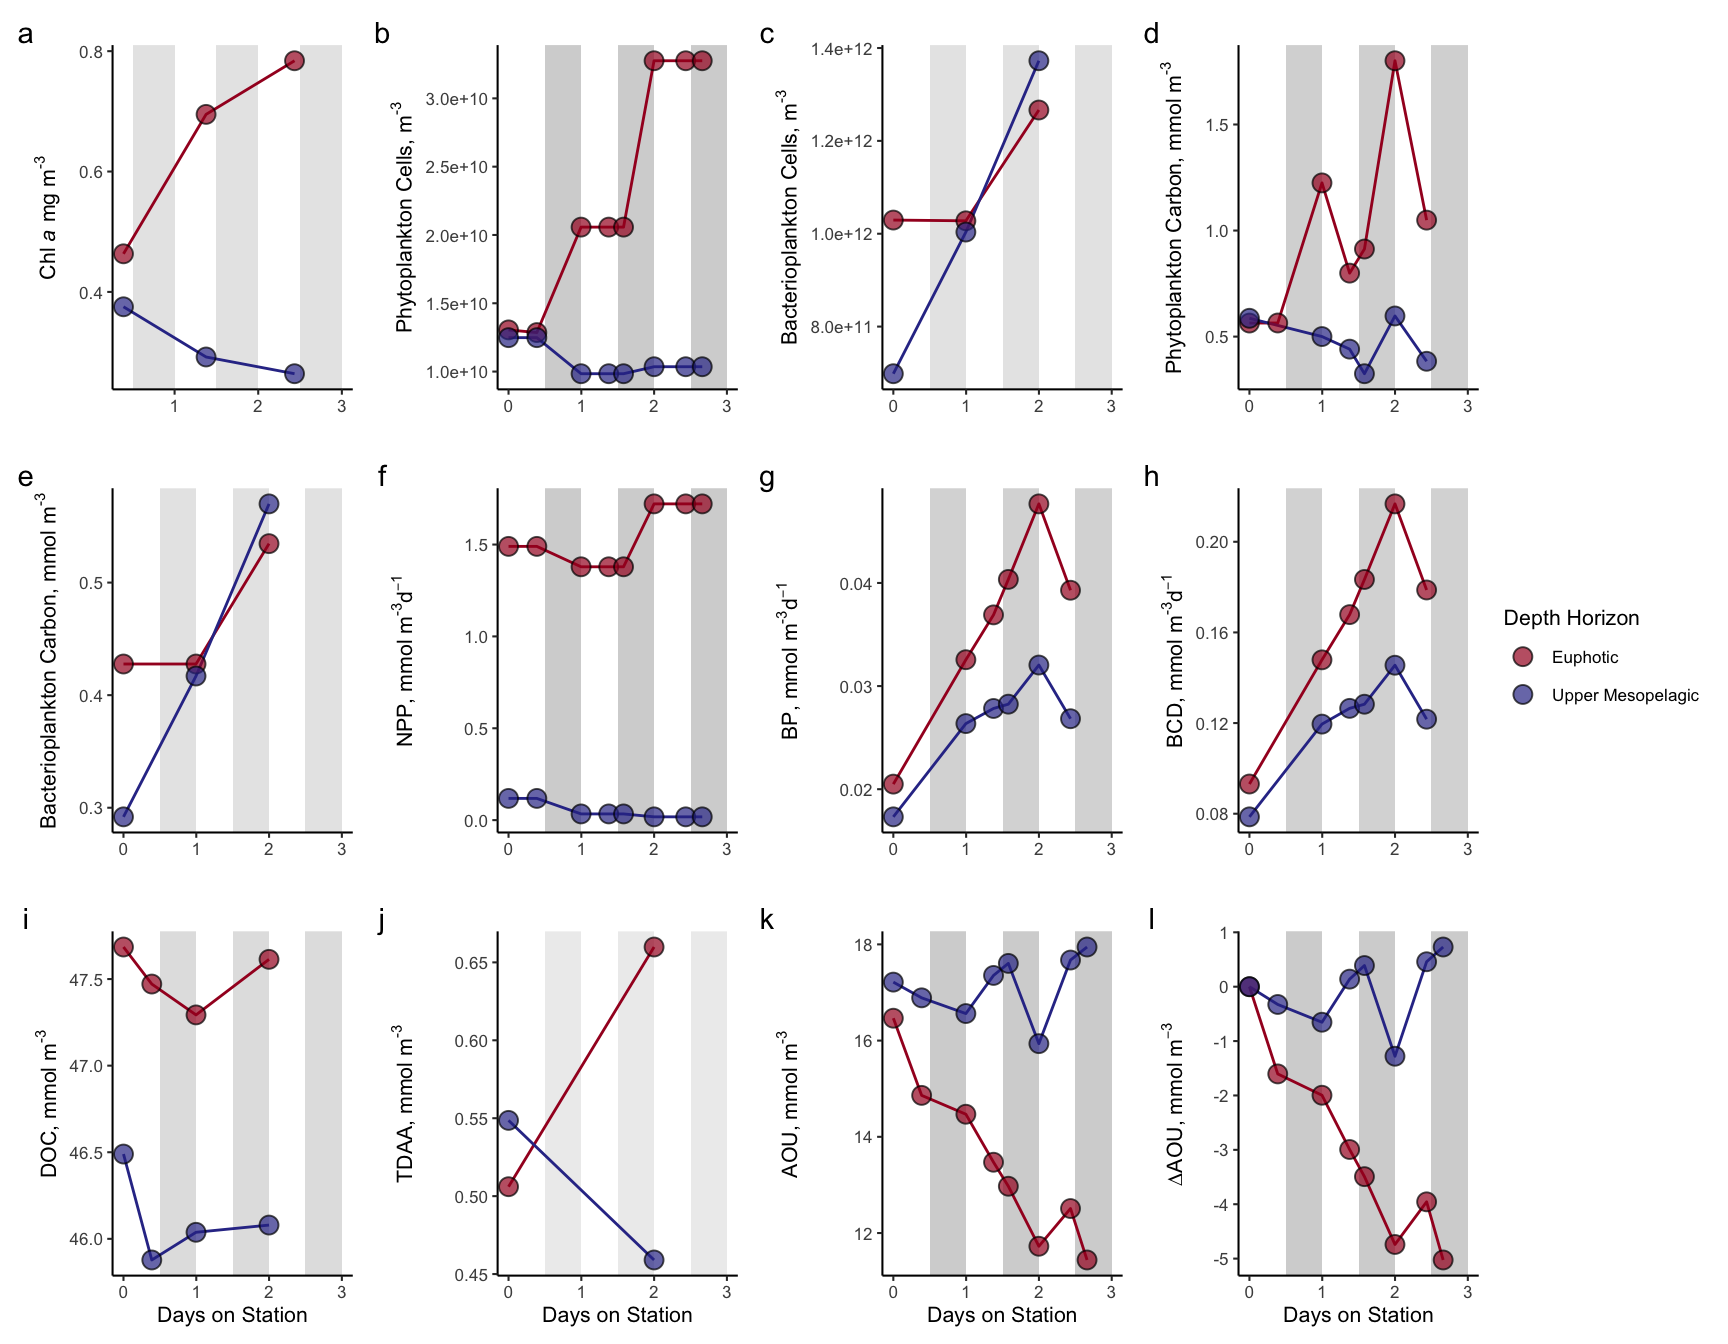 a
Chl a mg m-3
0.8
0.6
0.4
1 2 3
b
Phytoplankton Cells, m-3
3.0e+10
2.5e+10
2.0e+10
1.5e+10
1.0e+10
0 1 2 3
c
Bacterioplankton Cells, m-3
1.4e+12
1.2e+12
1.0e+12
8.0e+11
0 1 2 3
d
Phytoplankton Carbon, mmol m-3
1.5
1.0
0.5
0 1 2 3
e
Bacterioplankton Carbon, mmol m-3
0.5
0.4
0.3
0 1 2 3
f
NPP, mmol m-3d−1
1.5
1.0
0.5
0.0
0 1 2 3
g
BP, mmol m-3d−1
0.04
0.03
0.02
0 1 2 3
h
BCD, mmol m-3d−1
0.20
0.16
0.12
0.08
0 1 2 3
Depth Horizon
Euphotic
Upper Mesopelagic
i
DOC, mmol m-3
47.5
47.0
46.5
46.0
0 1 2 3
Days on Station
j
TDAA, mmol m-3
0.65
0.60
0.55
0.50
0.45
0 1 2 3
Days on Station
k
AOU, mmol m-3
18
16
14
12
0 1 2 3
Days on Station
l
ΔAOU, mmol m-3
1
0
-1
-2
-3
-4
-5
0 1 2 3
Days on Station